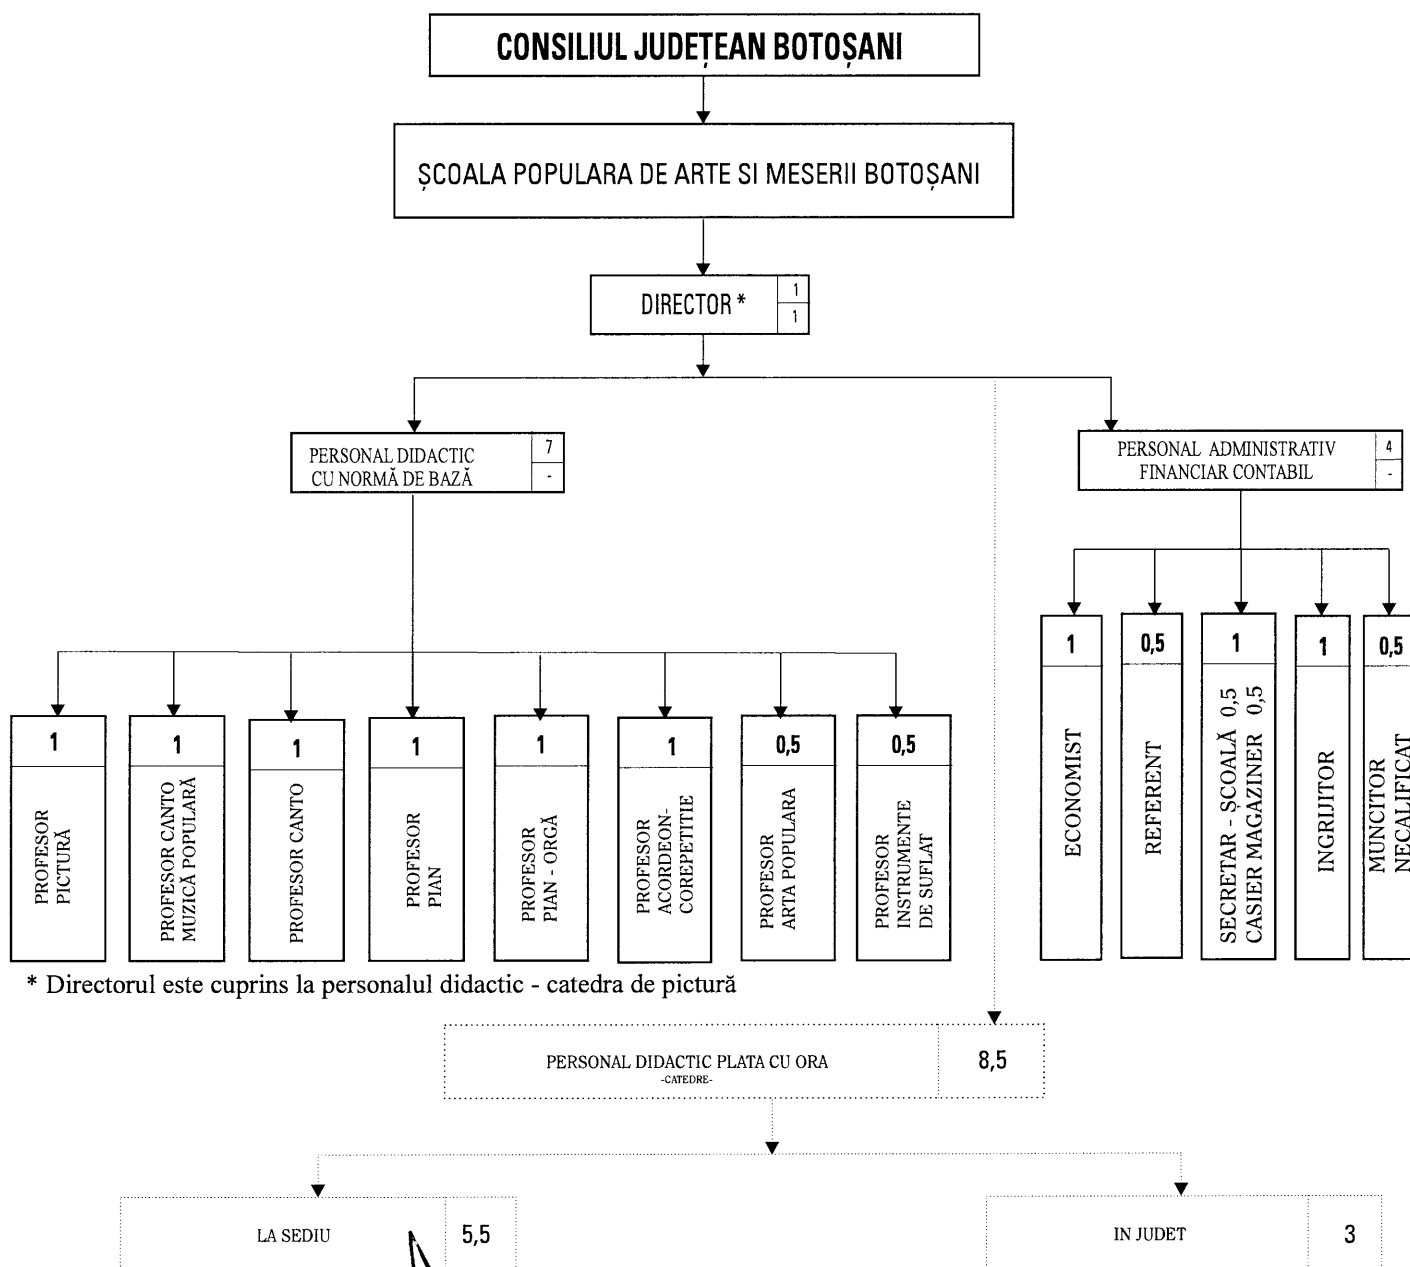 CONSILIUL JUDEȚEAN BOTOȘANI
ȘCOALA POPULARA DE ARTE SI MESERII BOTOȘANI
DIRECTOR *
1
1
PERSONAL DIDACTIC
CU NORMĂ DE BAZĂ
7
-
PERSONAL ADMINISTRATIV
FINANCIAR CONTABIL
4
-
1
ECONOMIST
0,5
REFERENT
1
SECRETAR - ȘCOALĂ 0,5
CASIER MAGAZINER 0,5
1
INGRIJITOR
0,5
MUNCITOR
NECALIFICAT
1
PROFESOR
PICTURĂ
1
PROFESOR CANTO
MUZICĂ POPULARĂ
1
PROFESOR CANTO
1
PROFESOR
PIAN
1
PROFESOR
PIAN - ORGĂ
1
PROFESOR
ACORDEON-
COREPETITIE
0,5
PROFESOR
ARTA POPULARA
0,5
PROFESOR
INSTRUMENTE
DE SUFLAT
* Directorul este cuprins la personalul didactic - catedra de pictură
PERSONAL DIDACTIC PLATA CU ORA
-CATEDRE-
8,5
LA SEDIU
5,5
IN JUDET
3